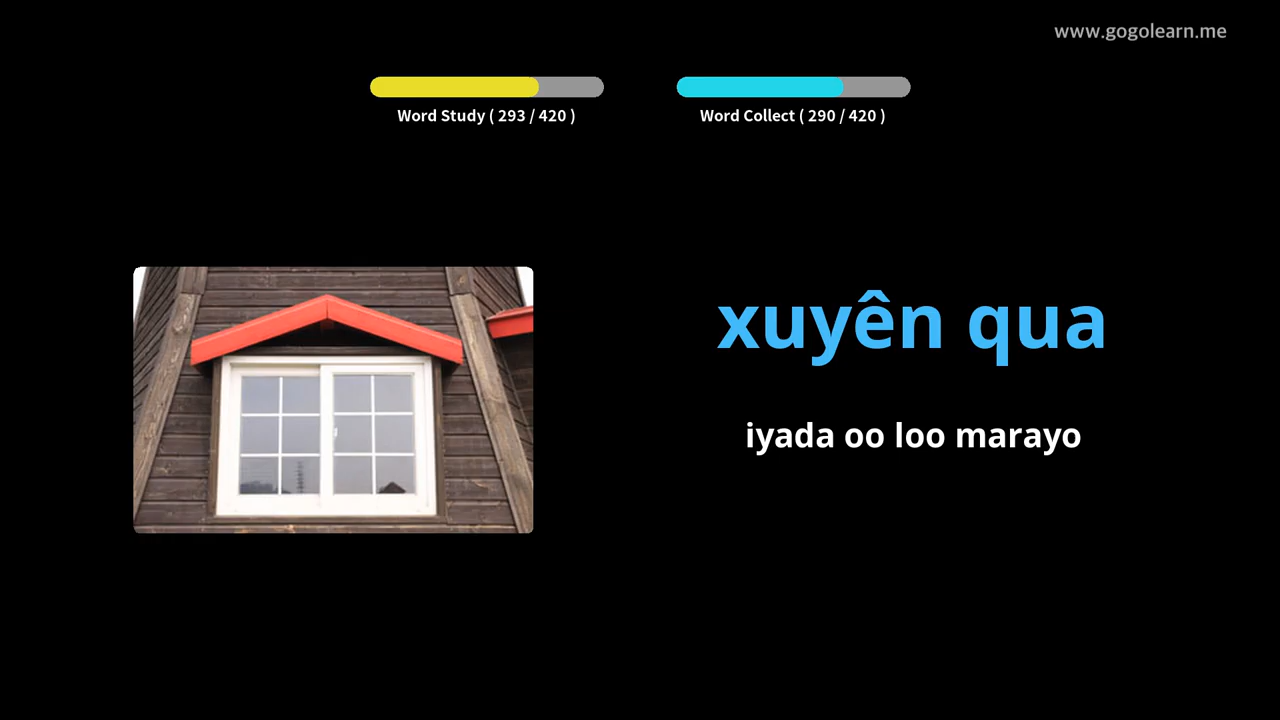 www.gogolearn.me
Word Study ( 293 / 420 )
Word Collect ( 290 / 420 )
xuyên qua
iyada oo loo marayo